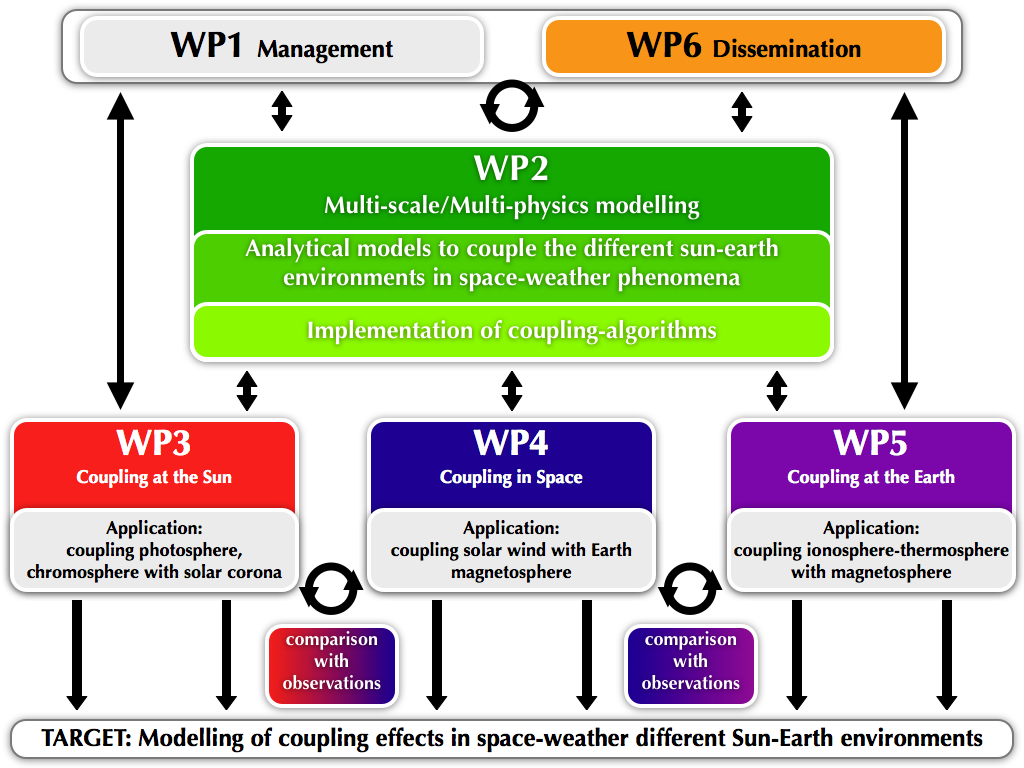 WP1 Management
WP6 Dissemination
WP2
Multi-scale/Multi-physics modelling
Analytical models to couple the different sun-earth
environments in space-weather phenomena
Implementation of coupling-algorithms
WP3
Coupling at the Sun
Application:
coupling photosphere,
chromosphere with solar corona
WP4
Coupling in Space
Application:
coupling solar wind with Earth
magnetosphere
WP5
Coupling at the Earth
Application:
coupling ionosphere-thermosphere
with magnetosphere
comparison
with
observations
comparison
with
observations
TARGET: Modelling of coupling effects in space-weather different Sun-Earth environments